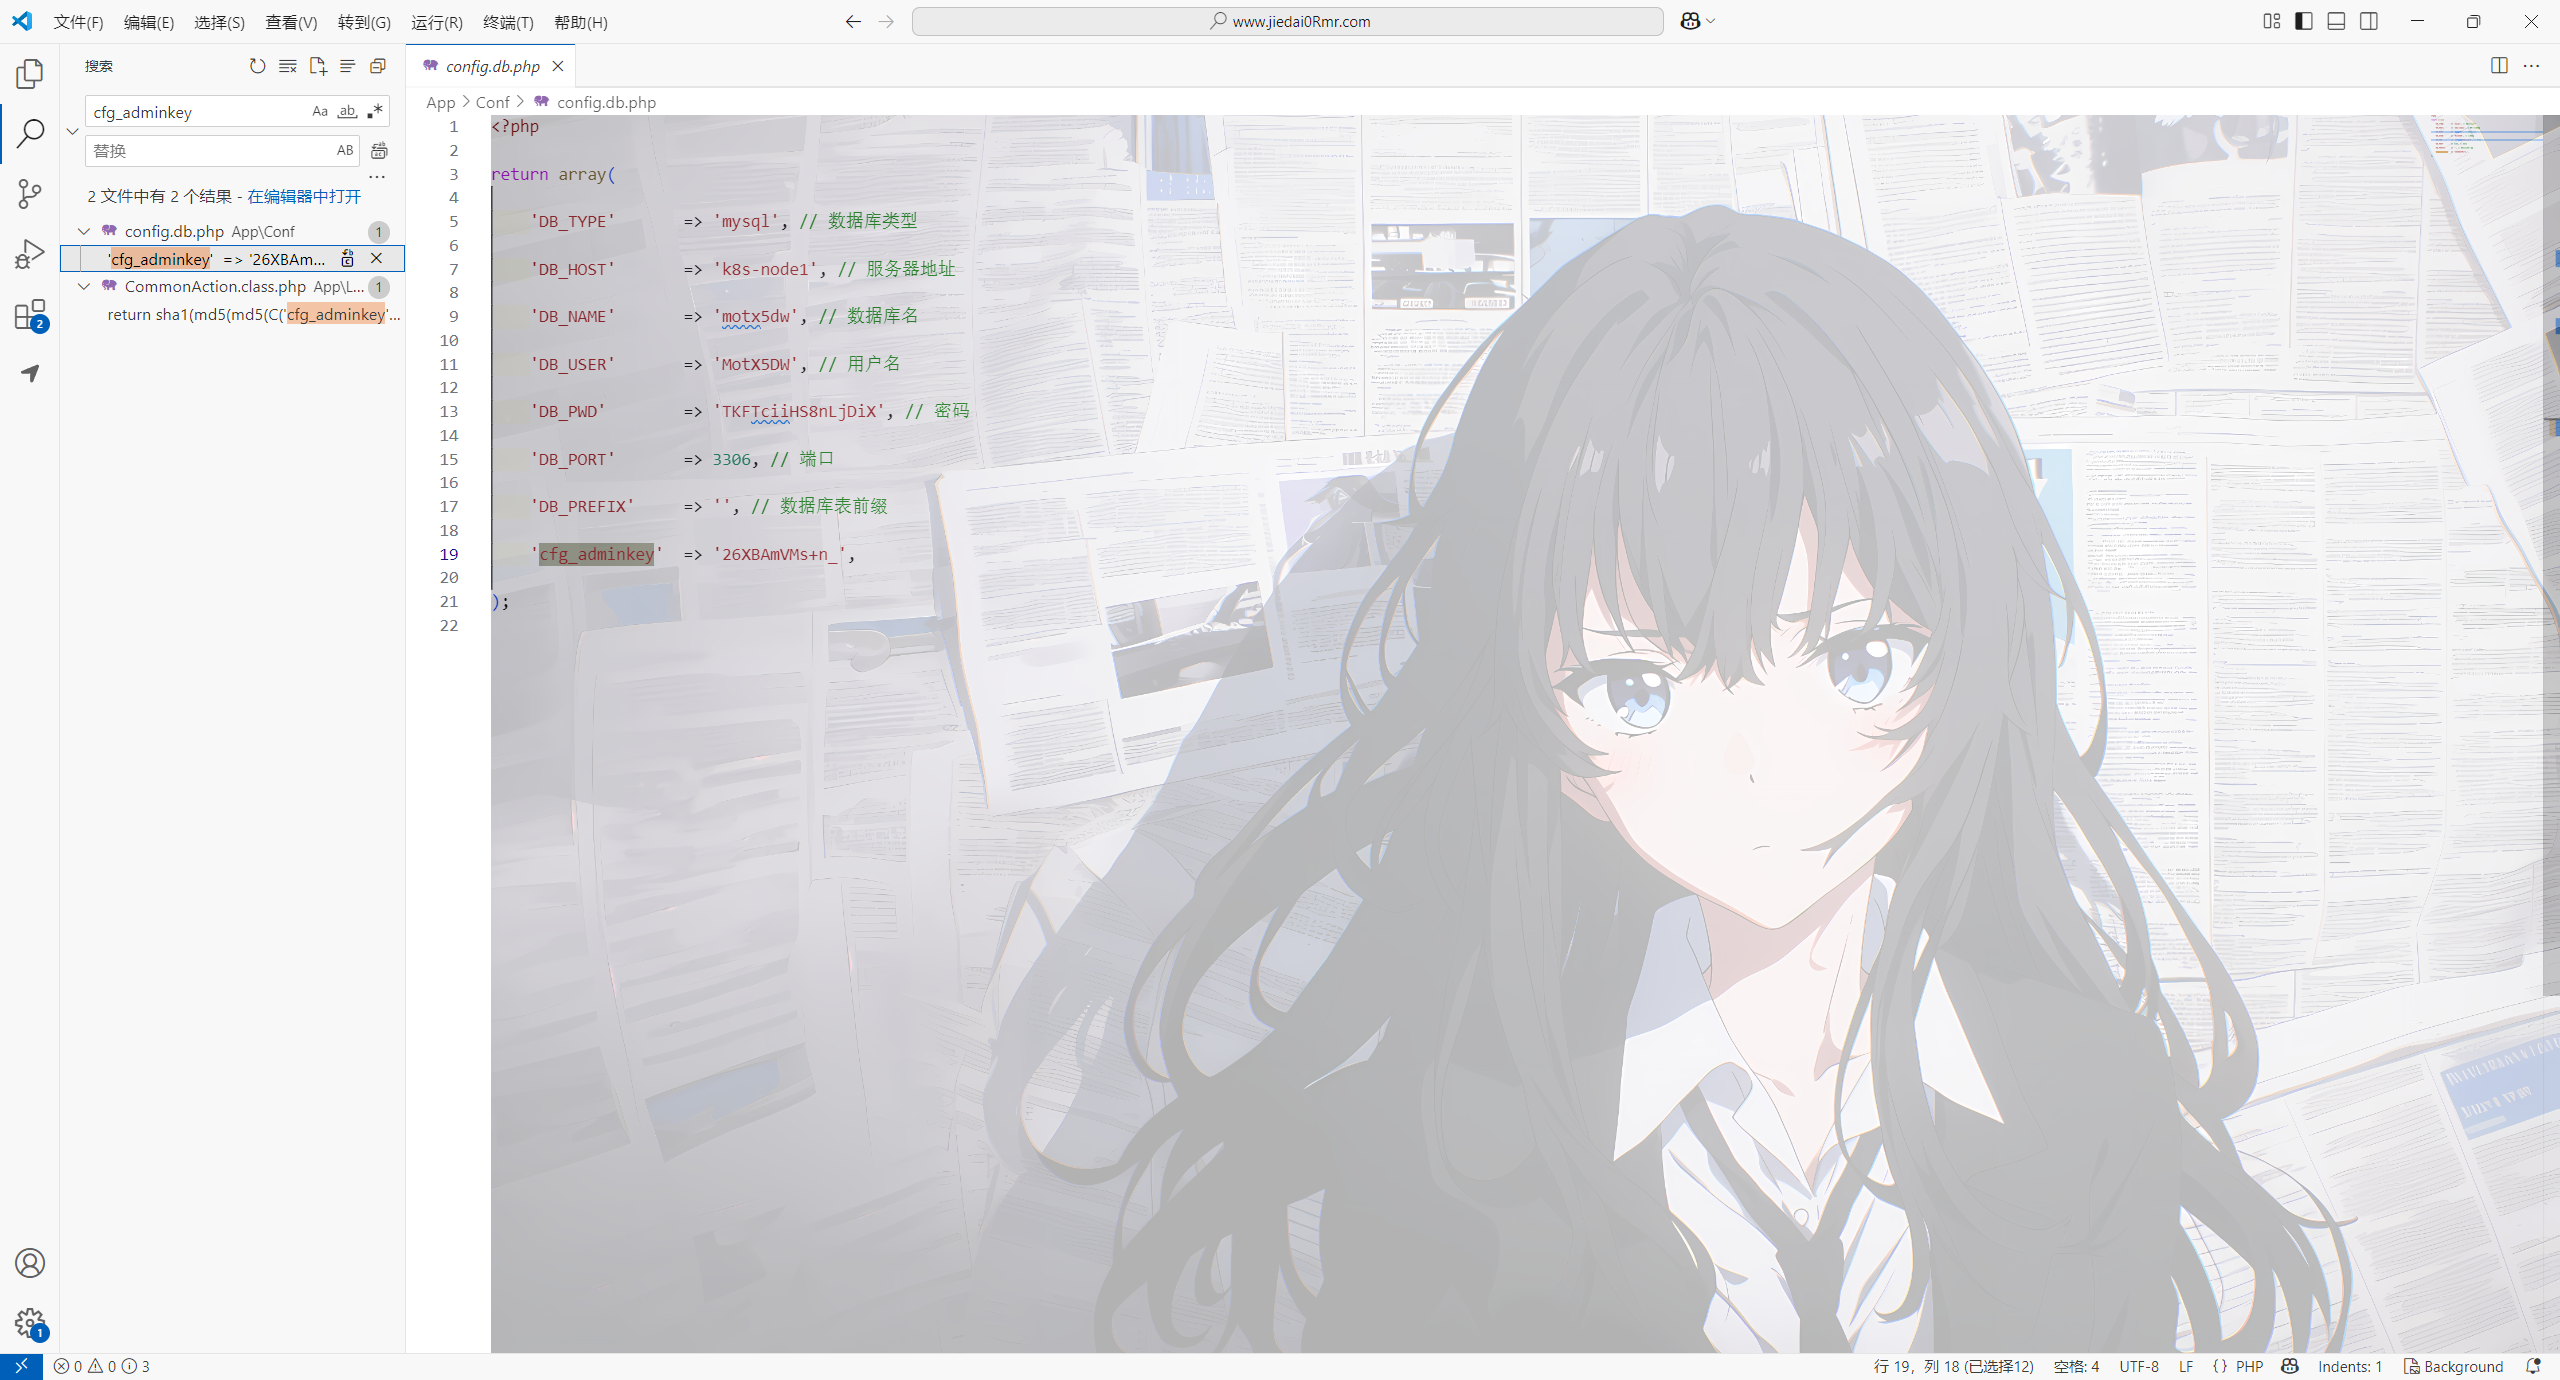 文件(F) 编辑(E) 选择(S) 查看(V) 转到(G) 运行(R) 终端(T) 帮助(H) www.jiedai0Rmr.com
搜索
cfg_adminkey Aa ab .*
替换 AB
2 文件中有 2 个结果 - 在编辑器中打开
config.db.php App\Conf 1
'cfg_adminkey' => '26XBAm...
CommonAction.class.php App\L... 1
return sha1(md5(md5(C('cfg_adminkey'...
2
1
config.db.php
App > Conf > config.db.php
1 <?php
2
3 return array(
4
5 'DB_TYPE' => 'mysql', // 数据库类型
6
7 'DB_HOST' => 'k8s-node1', // 服务器地址
8
9 'DB_NAME' => 'motx5dw', // 数据库名
10
11 'DB_USER' => 'MotX5DW', // 用户名
12
13 'DB_PWD' => 'TKFTciiHS8nLjDiX', // 密码
14
15 'DB_PORT' => 3306, // 端口
16
17 'DB_PREFIX' => '', // 数据库表前缀
18
19 'cfg_adminkey' => '26XBAmVMs+n_',
20
21 );
22
0 0 3 行 19，列 18 (已选择12) 空格: 4 UTF-8 LF {} PHP Indents: 1 Background